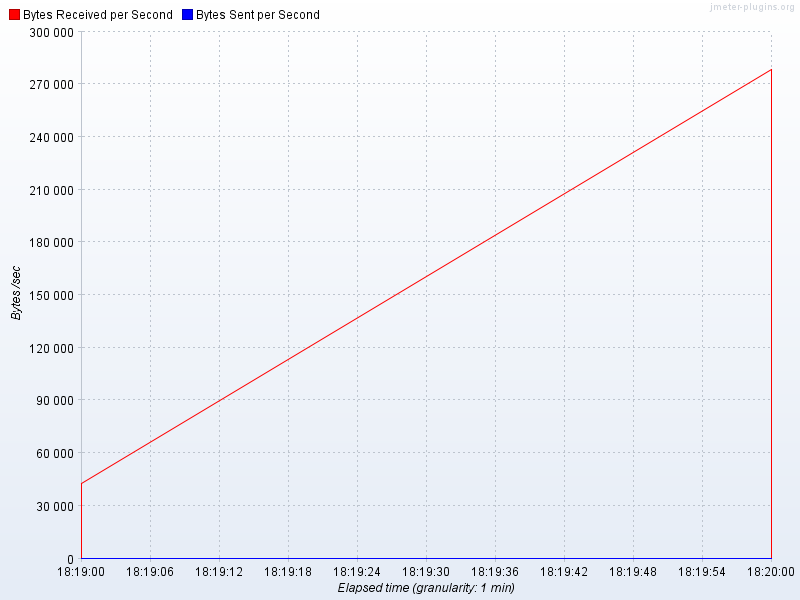 jmeter-plugins.org
Bytes Received per Second Bytes Sent per Second
300 000
270 000
240 000
210 000
180 000
150 000
120 000
90 000
60 000
30 000
0
Bytes /sec
18:19:00 18:19:06 18:19:12 18:19:18 18:19:24 18:19:30 18:19:36 18:19:42 18:19:48 18:19:54 18:20:00
Elapsed time (granularity: 1 min)